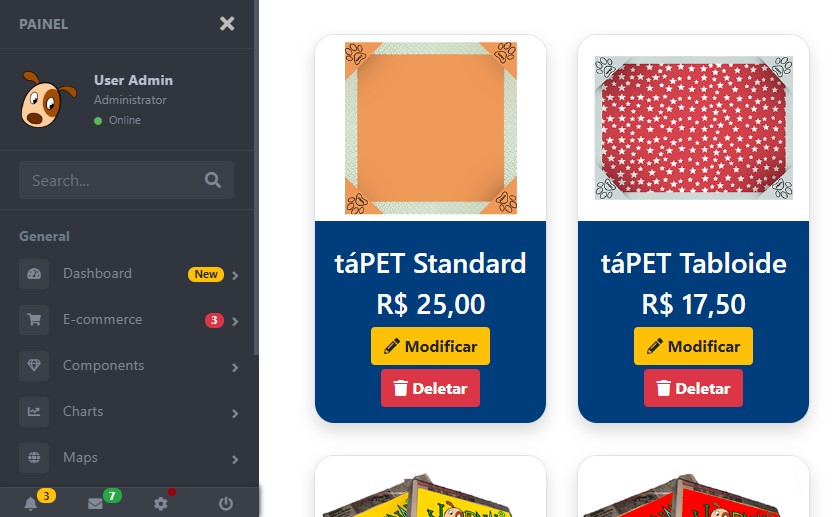 PAINEL
User Admin
Administrator
Online
Search...
General
Dashboard
New
E-commerce
3
Components
Charts
Maps
3
7
táPET Standard
R$ 25,00
Modificar
Deletar
táPET Tabloide
R$ 17,50
Modificar
Deletar